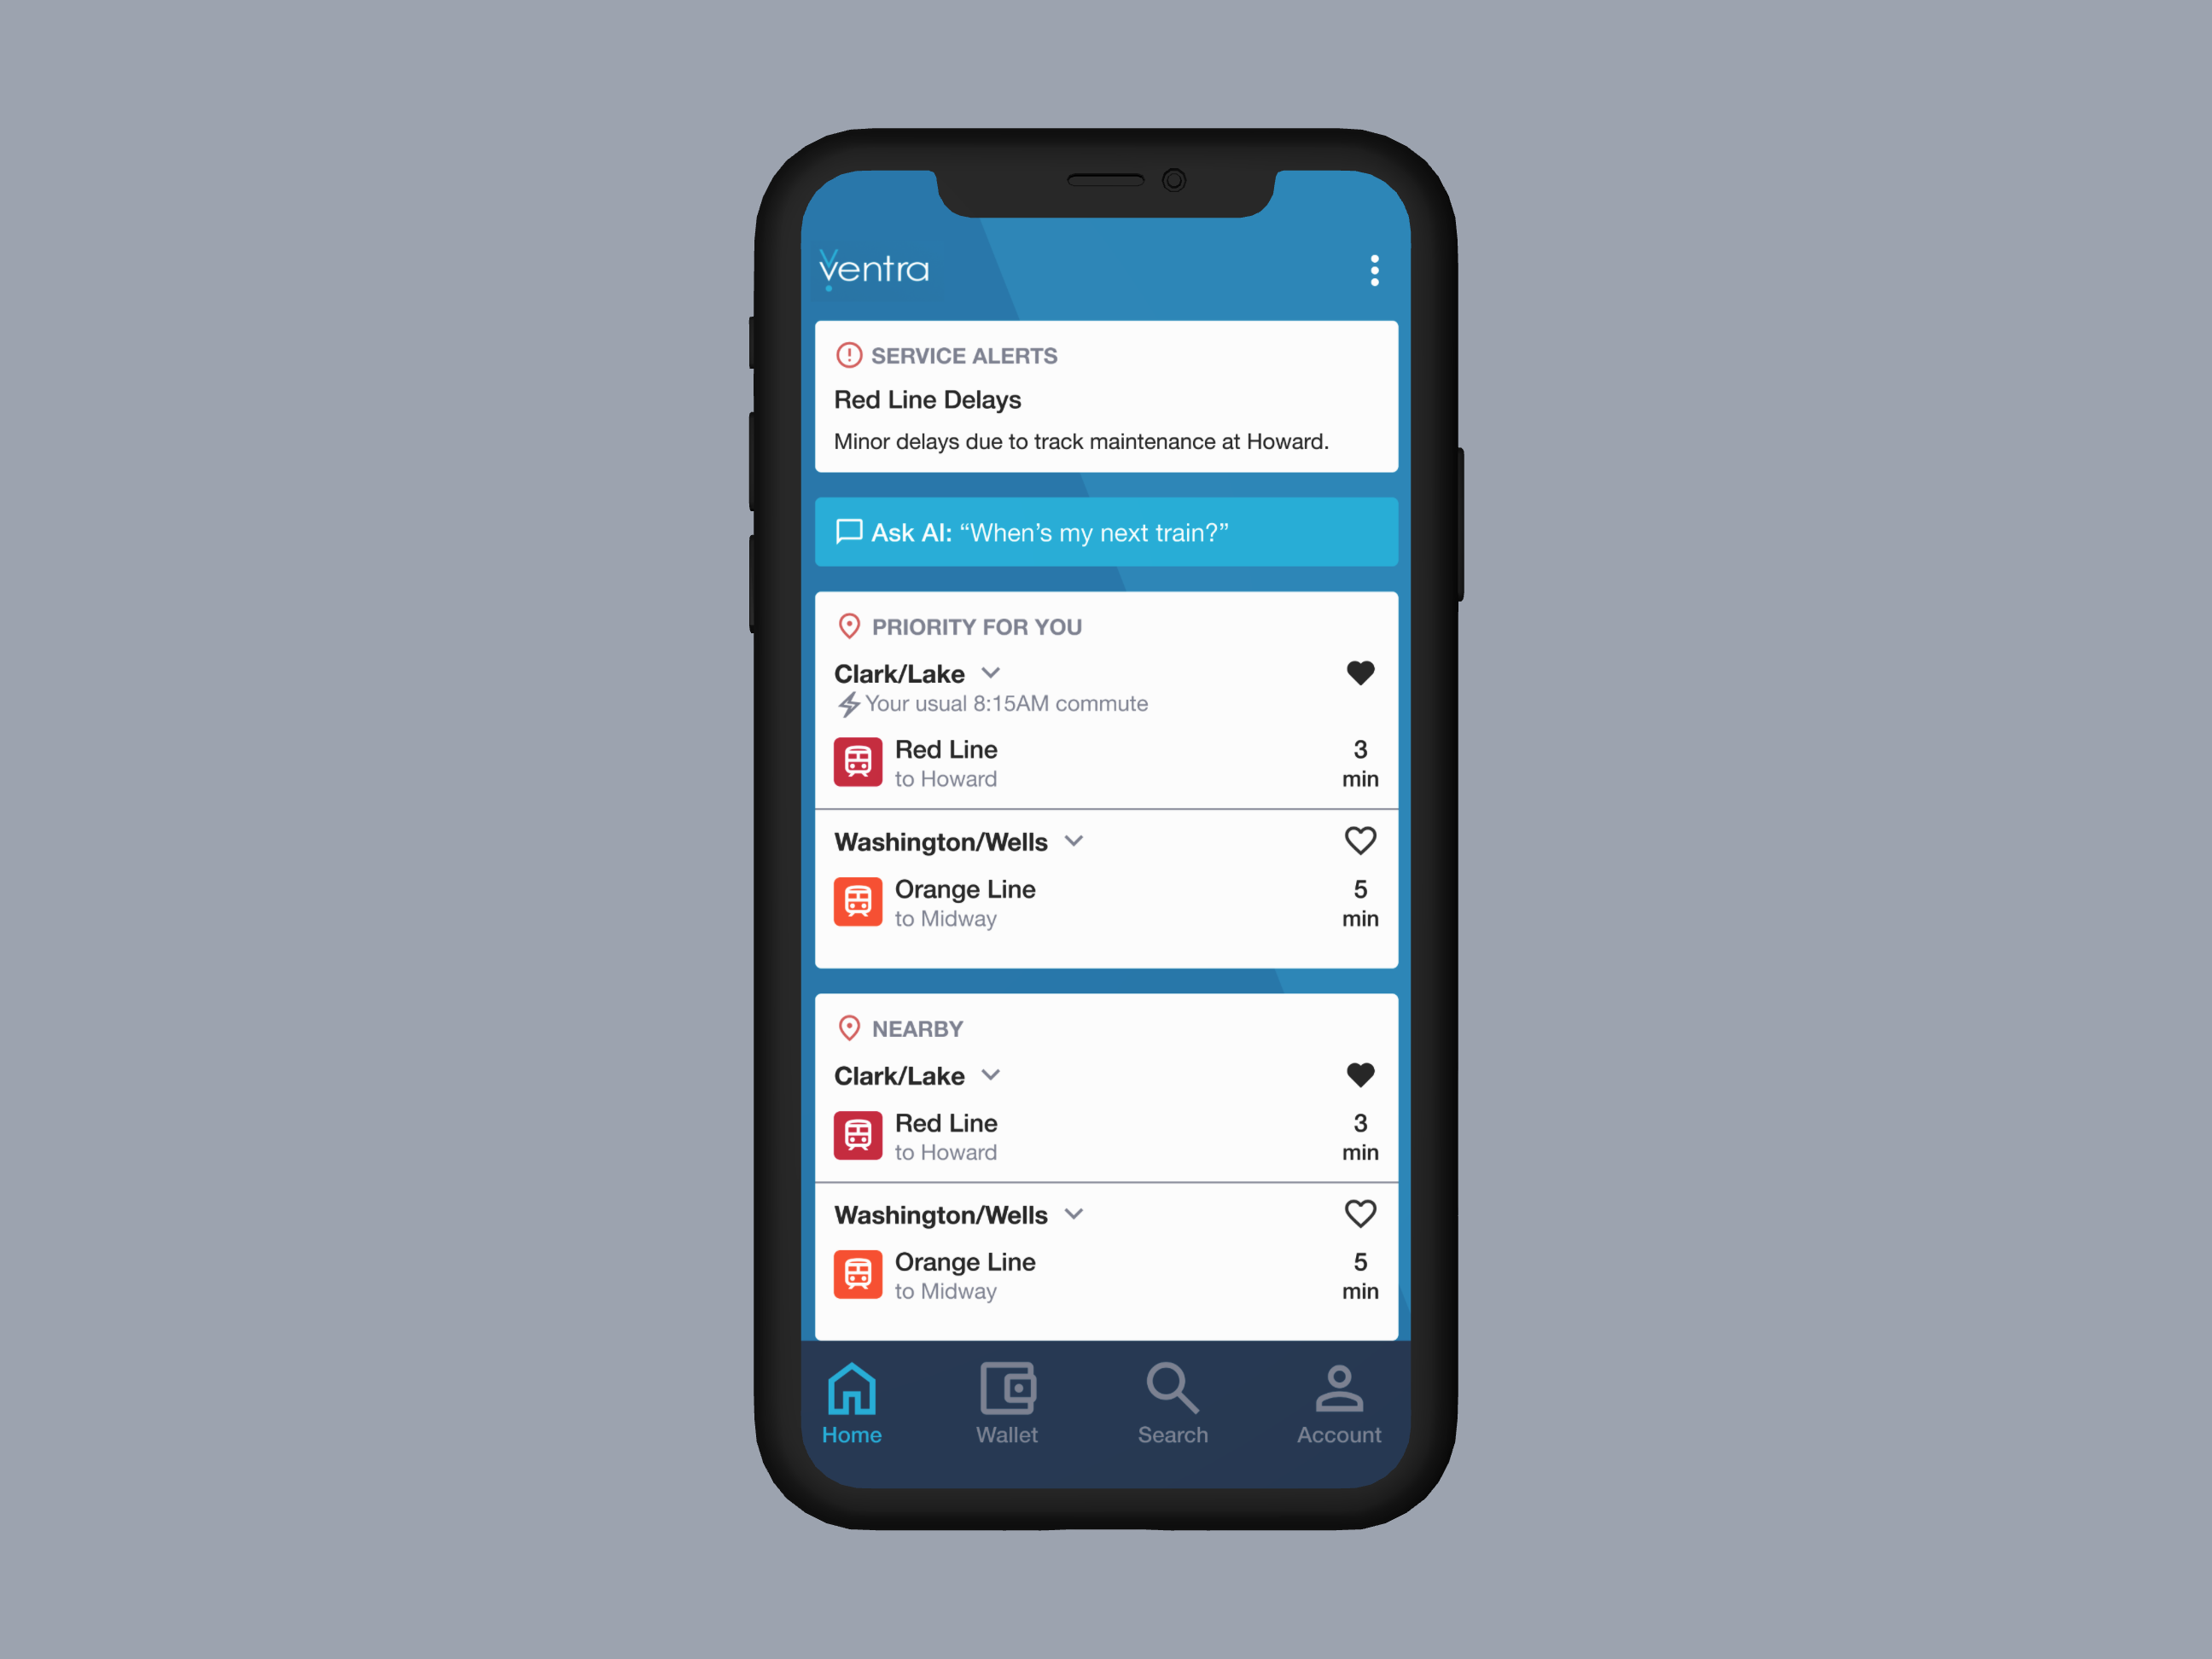 Ventra
SERVICE ALERTS
Red Line Delays
Minor delays due to track maintenance at Howard.
Ask AI: “When’s my next train?”
PRIORITY FOR YOU
Clark/Lake
Your usual 8:15AM commute
Red Line
to Howard
3
min
Washington/Wells
Orange Line
to Midway
5
min
NEARBY
Clark/Lake
Red Line
to Howard
3
min
Washington/Wells
Orange Line
to Midway
5
min
Home
Wallet
Search
Account